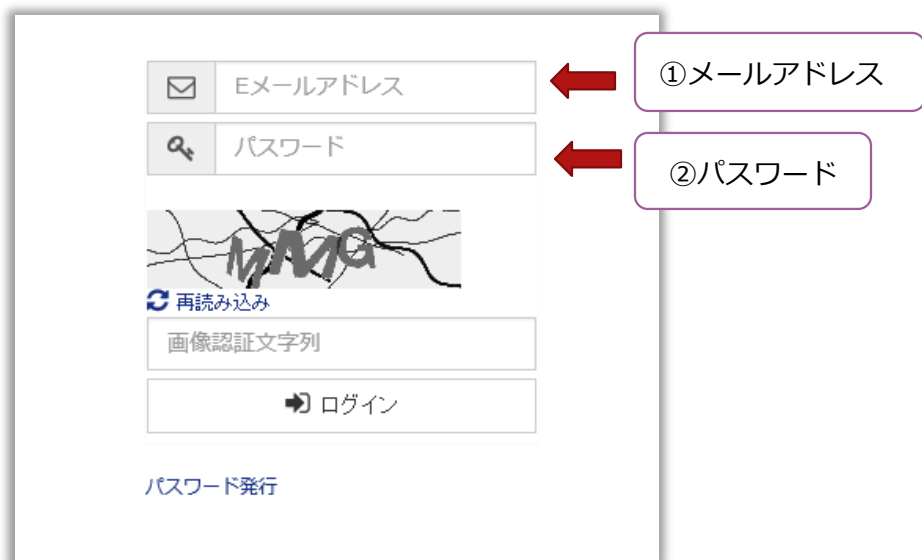 Eメールアドレス
①メールアドレス
パスワード
②パスワード
再読み込み
画像認証文字列
ログイン
パスワード発行